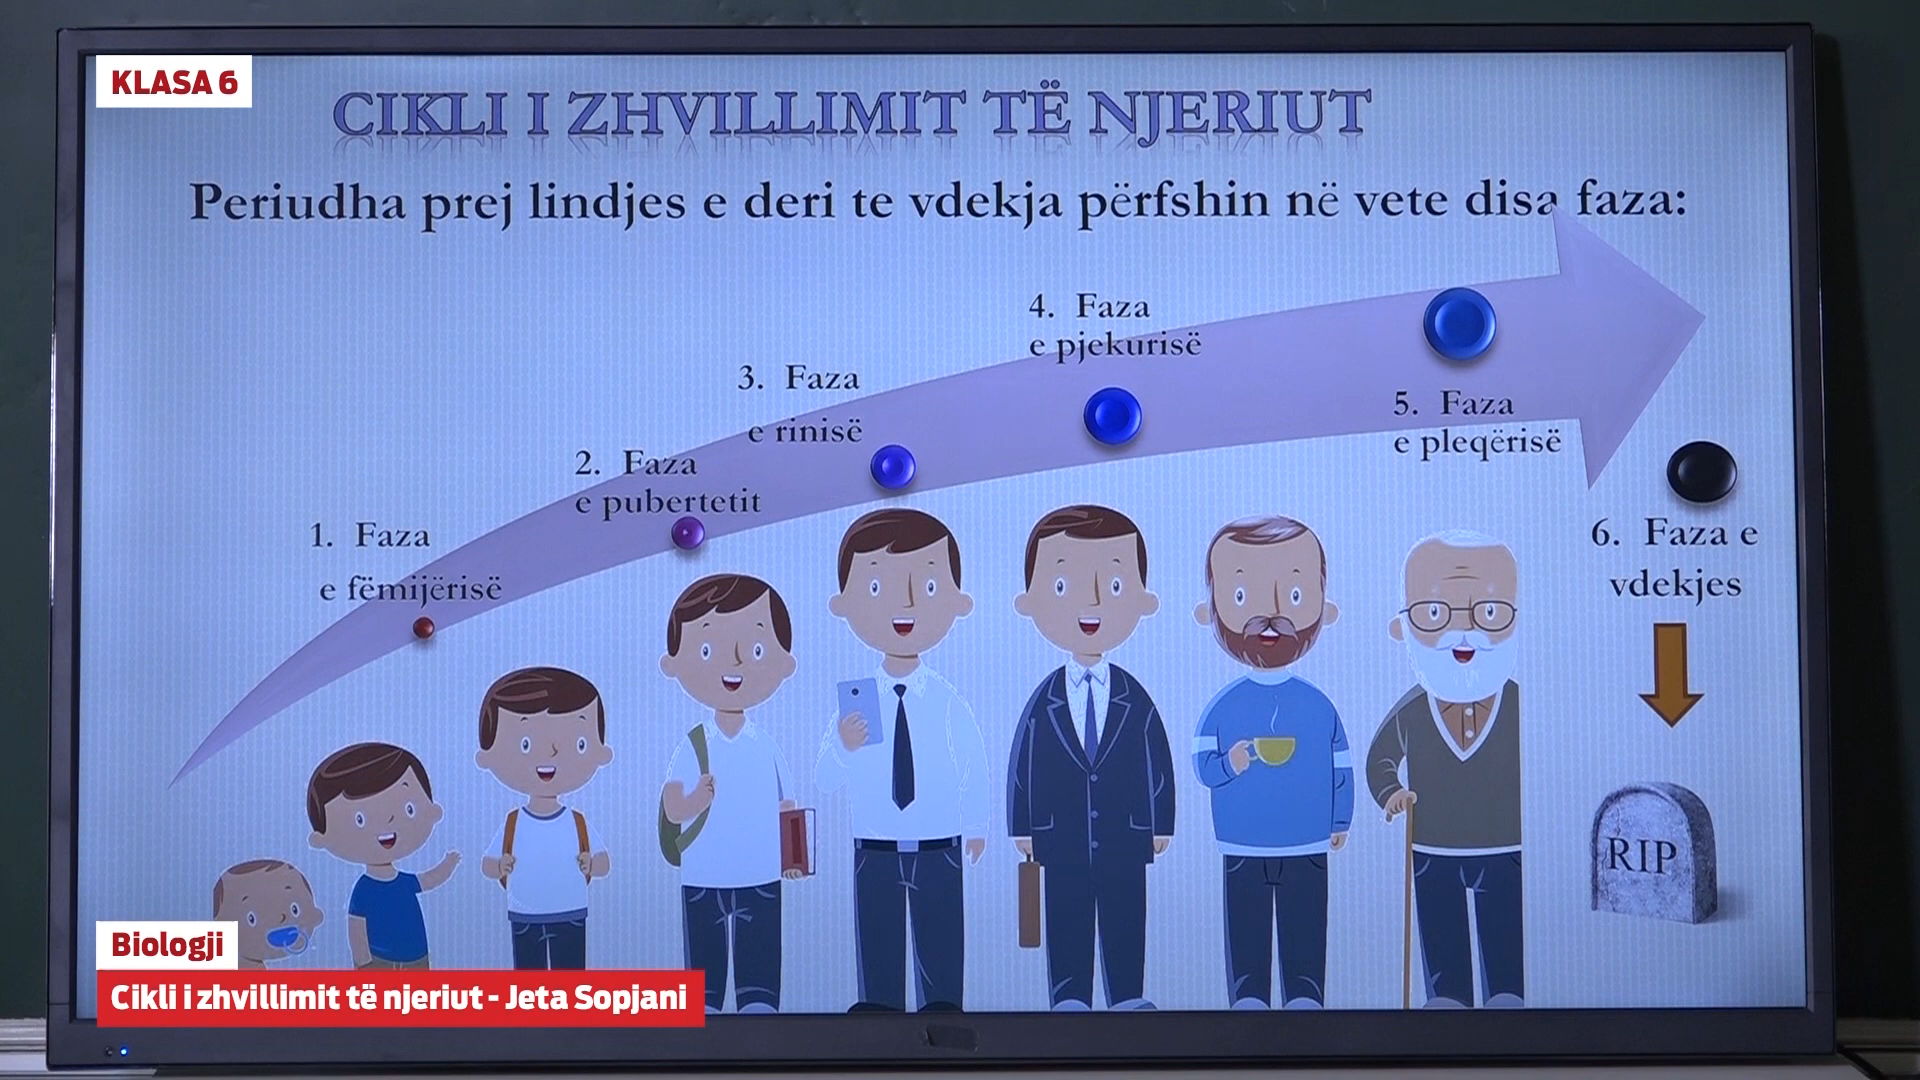 KLASA 6
CIKLI I ZHVILLIMIT TË NJERIUT
Periudha prej lindjes e deri te vdekja përfshin në vete disa faza:
1. Faza
e fëmijërisë
2. Faza
e pubertetit
3. Faza
e rinisë
4. Faza
e pjekurisë
5. Faza
e pleqërisë
6. Faza e
vdekjes
RIP
Biologji
Cikli i zhvillimit të njeriut - Jeta Sopjani